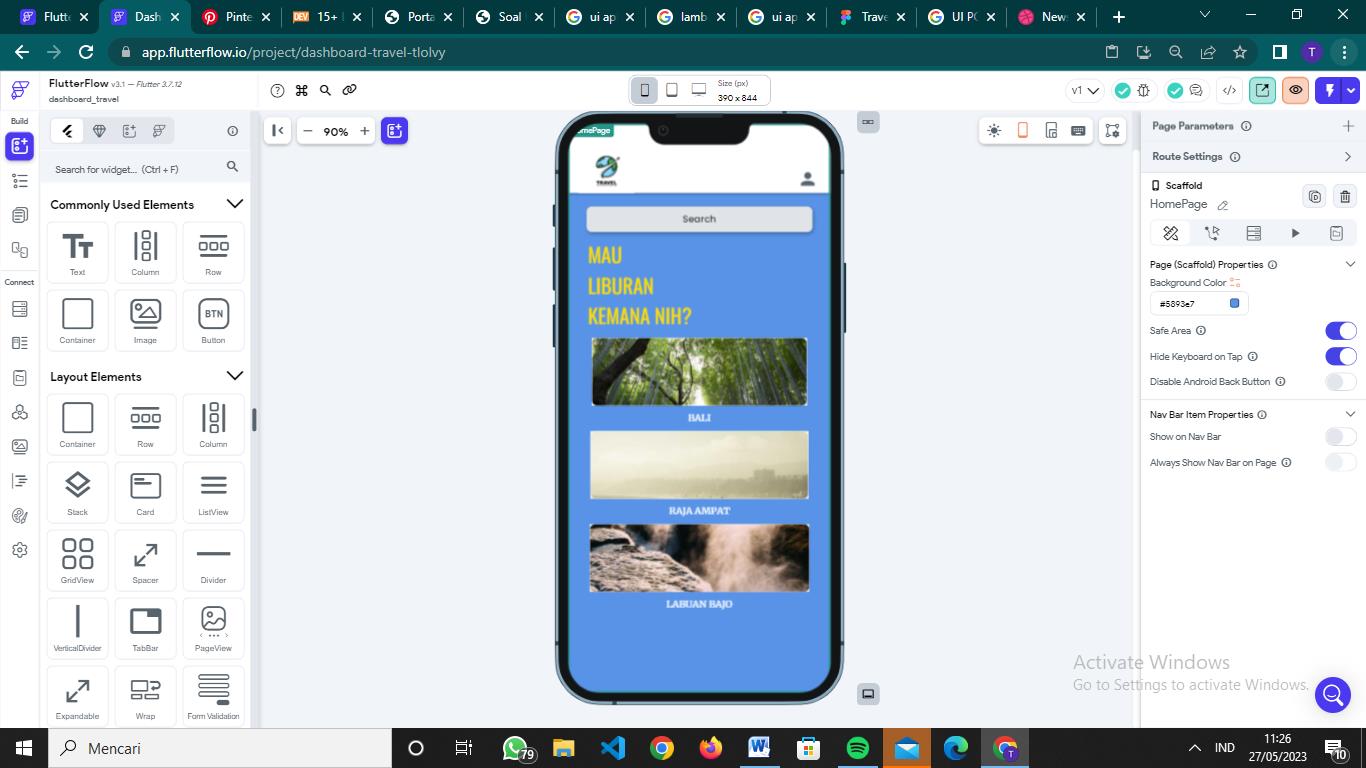 Flutte
Dash
Pinte
DEV
15+
Porta
Soal
ui ap
lamb
ui ap
Trave
UI PC
News
app.flutterflow.io/project/dashboard-travel-tlolvy
T
FlutterFlow v3.1 — Flutter 3.7.12
dashboard_travel
Size (px)
390 x 844
v1
Build
Connect
90%
Search for widget... (Ctrl + F)
Commonly Used Elements
Text
Column
Row
Container
Image
BTN
Button
Layout Elements
Container
Row
Column
Stack
Card
ListView
GridView
Spacer
Divider
VerticalDivider
TabBar
PageView
Expandable
Wrap
Form Validation
omePage
TRAVEL
Search
MAU
LIBURAN
KEMANA NIH?
BALI
RAJA AMPAT
LABUAN BAJO
Page Parameters
Route Settings
Scaffold
HomePage
Page (Scaffold) Properties
Background Color
#5893e7
Safe Area
Hide Keyboard on Tap
Disable Android Back Button
Nav Bar Item Properties
Show on Nav Bar
Always Show Nav Bar on Page
Activate Windows
Go to Settings to activate Windows.
Mencari
79
IND
11:26
27/05/2023
10